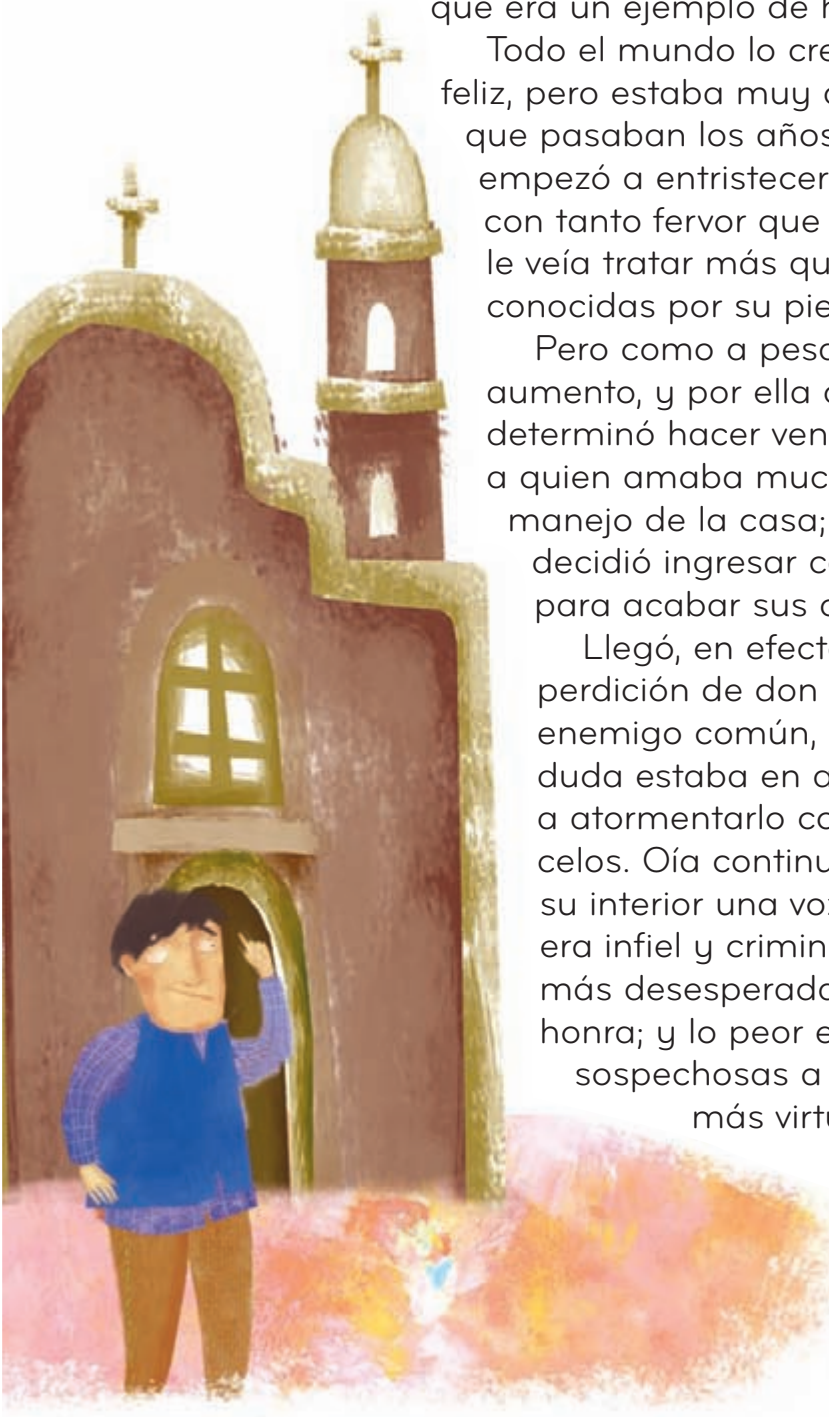 que era un ejemplo de
Todo el mundo lo cre
feliz, pero estaba muy
que pasaban los años
empezó a entristecer
con tanto fervor que
le veía tratar más qu
conocidas por su pie
Pero como a pesa
aumento, y por ella
determinó hacer ven
a quien amaba muc
manejo de la casa;
decidió ingresar c
para acabar sus
Llegó, en efect
perdición de don
enemigo común,
duda estaba en a
a atormentarlo co
celos. Oía continu
su interior una vo
era infiel y crimin
más desesperad
honra; y lo peor e
sospechosas a
más virtu